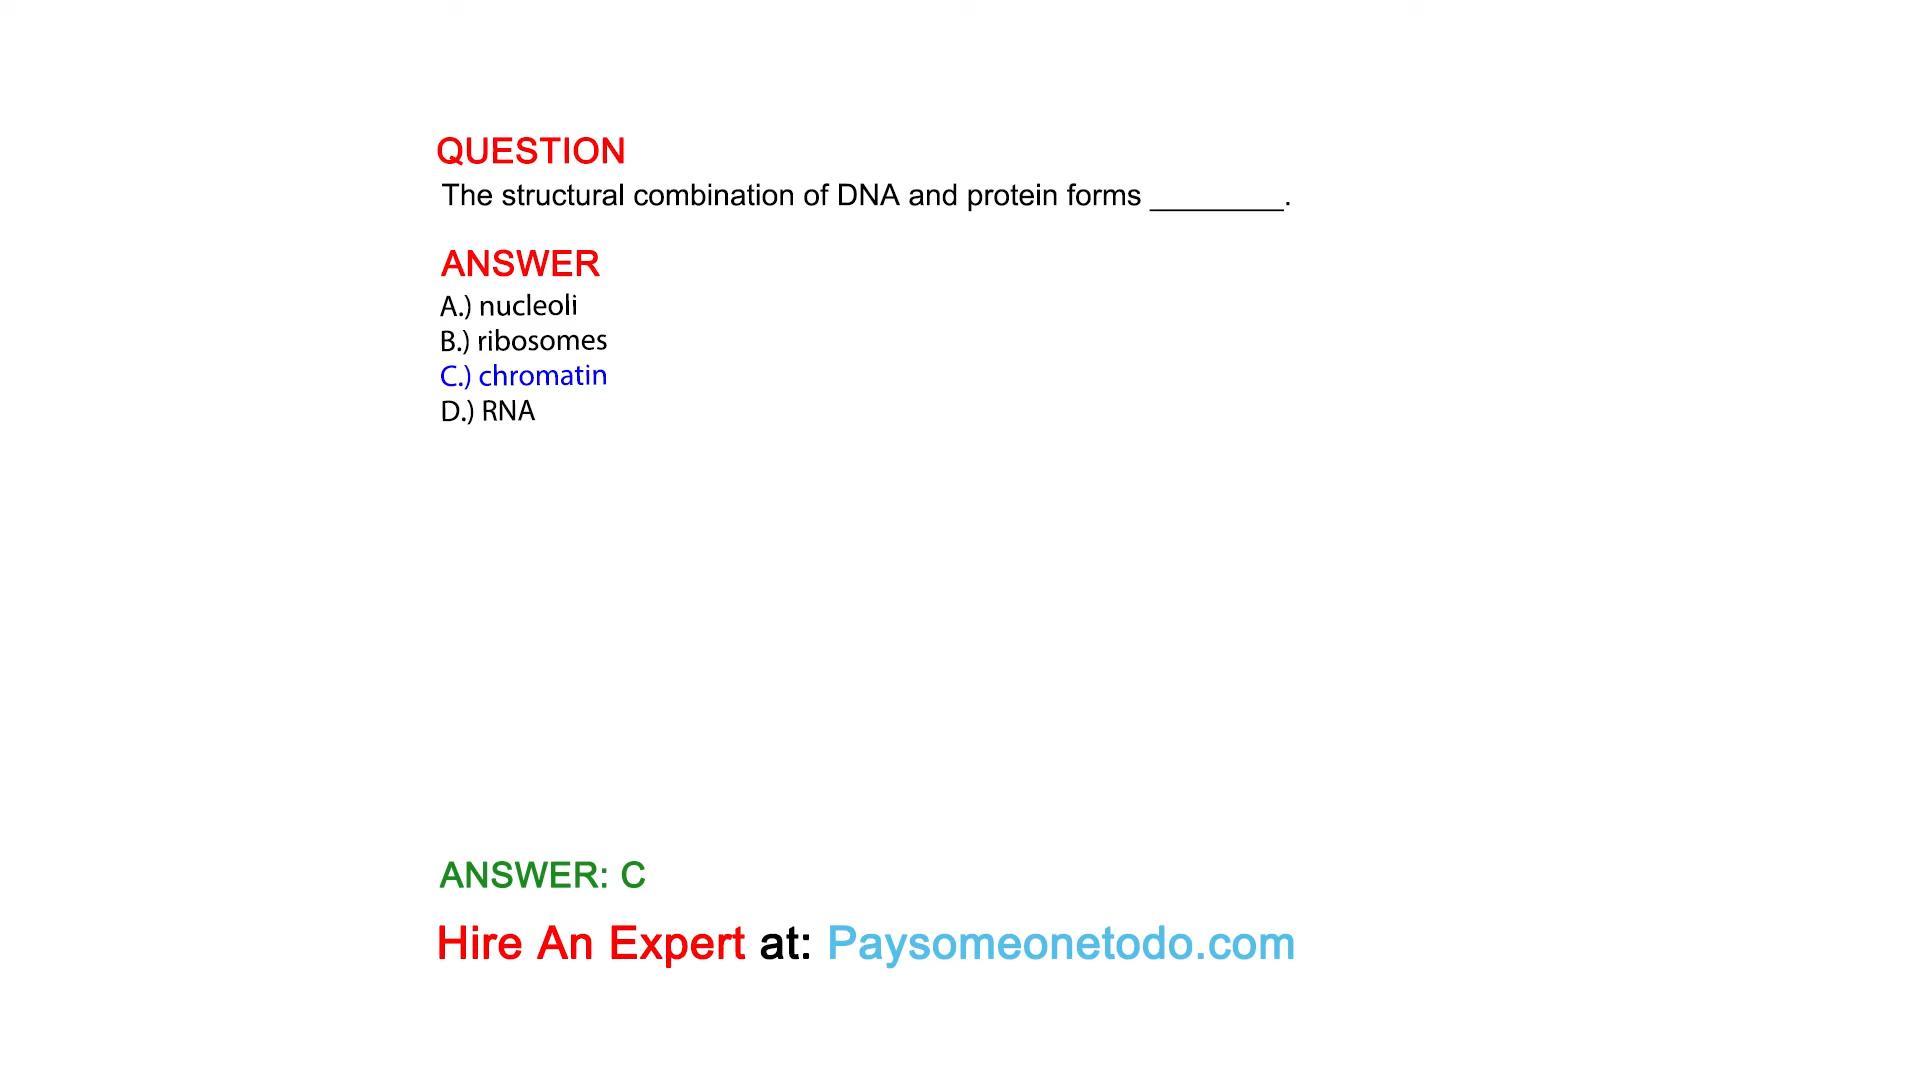 QUESTION
The structural combination of DNA and protein forms ________.
ANSWER
A.) nucleoli
B.) ribosomes
C.) chromatin
D.) RNA
ANSWER: C
Hire An Expert at: Paysomeonetodo.com